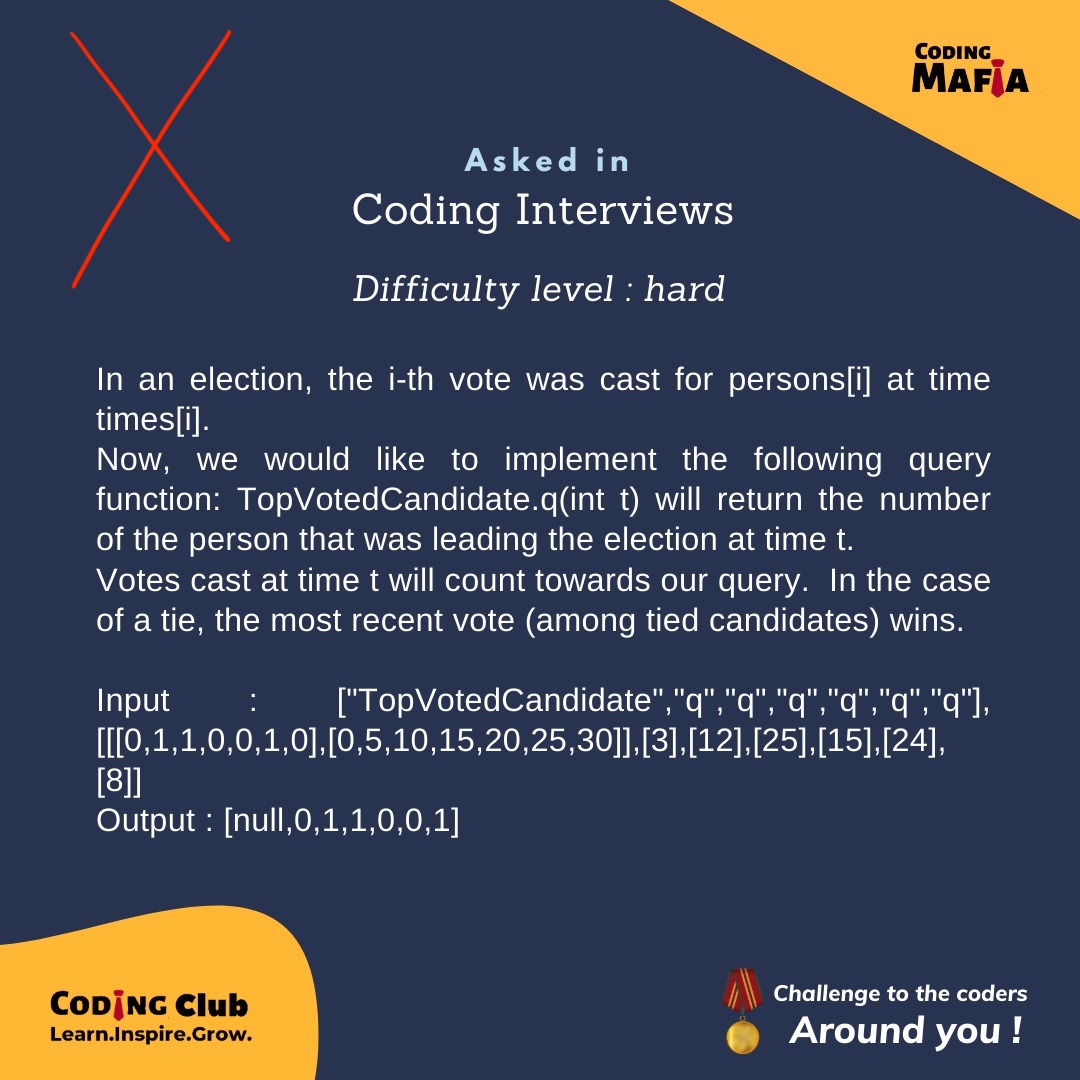 CODING
MAFIA
Asked in
Coding Interviews
Difficulty level : hard
In an election, the i-th vote was cast for persons[i] at time
times[i].
Now, we would like to implement the following query
function: TopVotedCandidate.q(int t) will return the number
of the person that was leading the election at time t.
Votes cast at time t will count towards our query.  In the case
of a tie, the most recent vote (among tied candidates) wins.
Input : ["TopVotedCandidate","q","q","q","q","q","q"],
[[[0,1,1,0,0,1,0],[0,5,10,15,20,25,30]],[3],[12],[25],[15],[24],
[8]]
Output : [null,0,1,1,0,0,1]
CODING Club
Learn.Inspire.Grow.
Challenge to the coders
Around you !